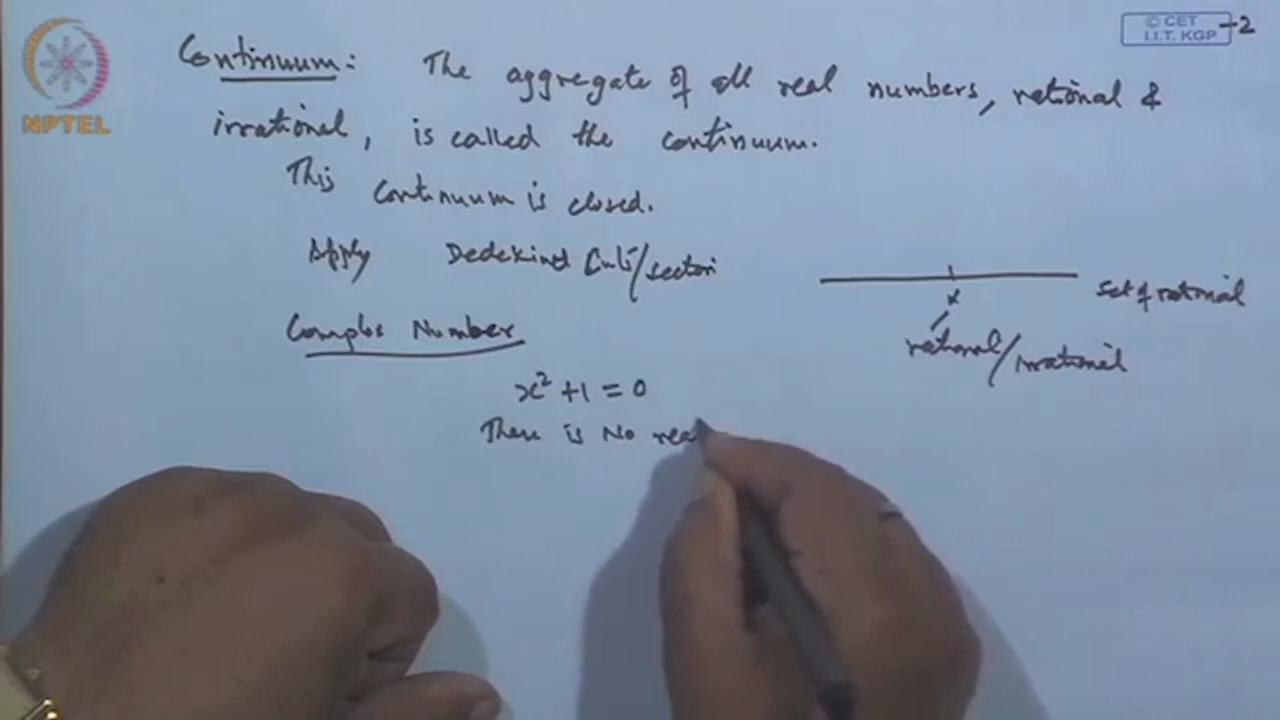 © CET
I.I.T. KGP
-2
NPTEL
Continuum: The aggregate of all real numbers, rational &
irrational, is called the continuum.
This continuum is closed.
Apply Dedekind Cuts/section
set of rational
x
rational/irrational
Complex Number
x² +1 = 0
There is No rea